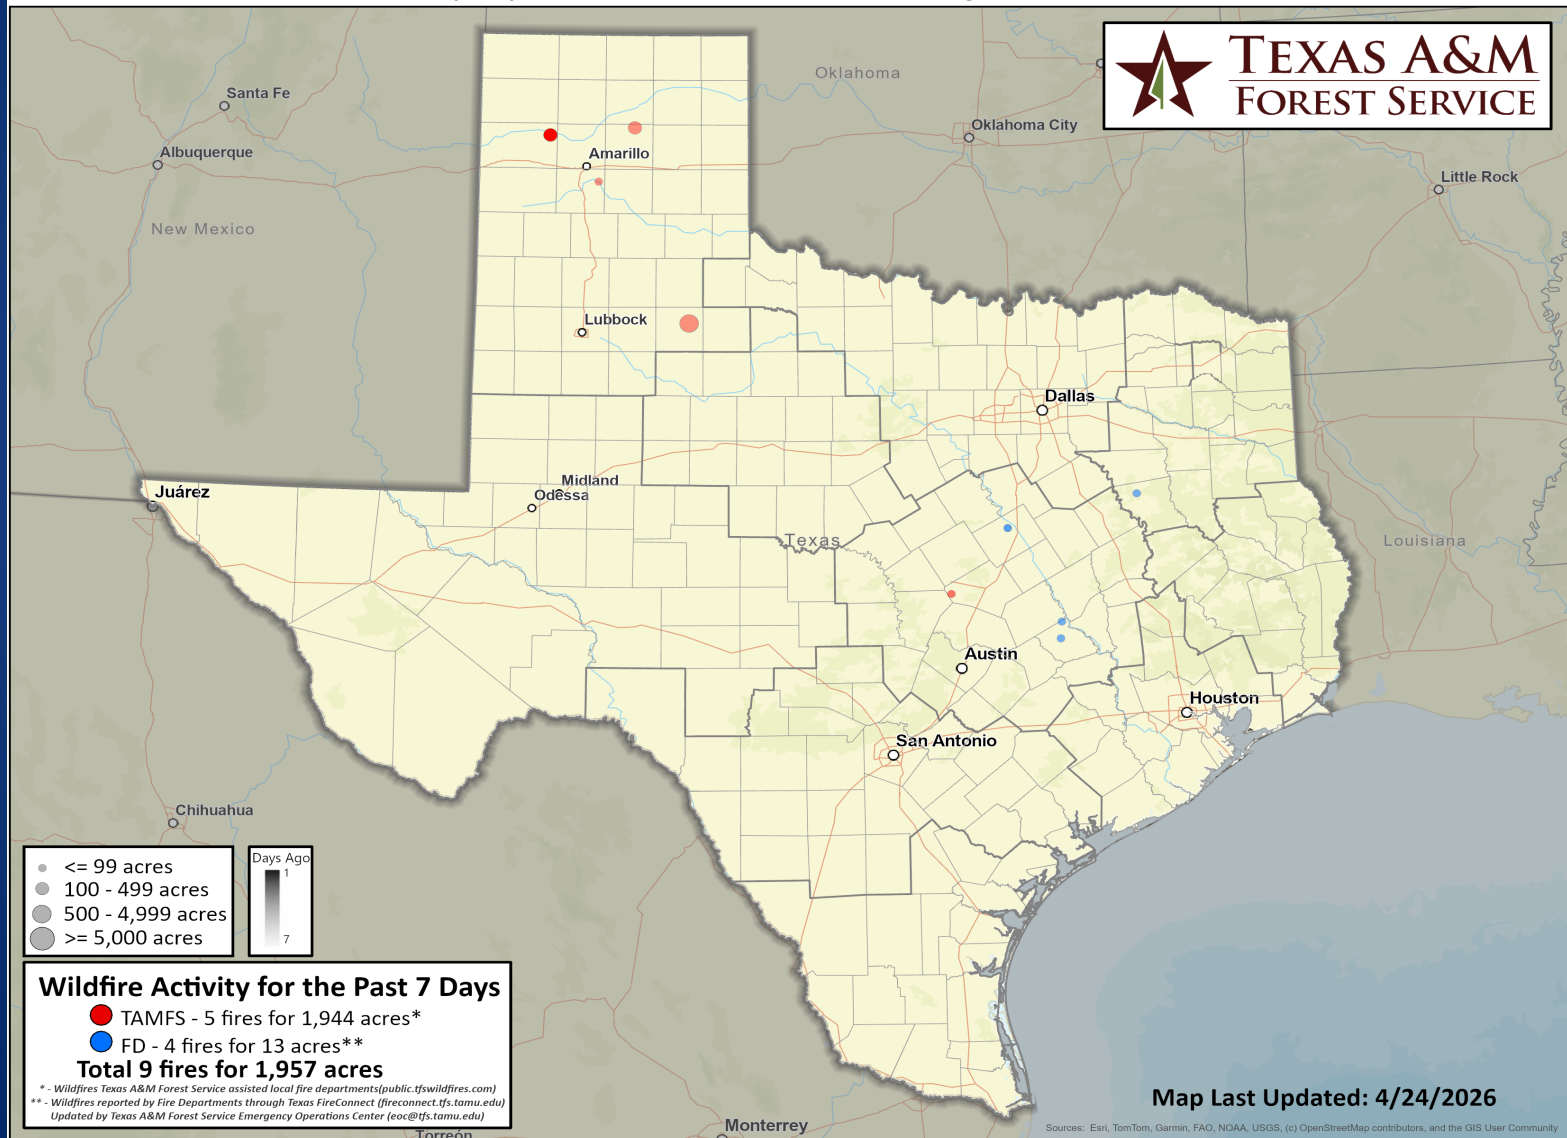 TEXAS A&M
FOREST SERVICE
Oklahoma
Santa Fe
Oklahoma City
Albuquerque
Amarillo
Little Rock
New Mexico
Lubbock
Dallas
Juárez
Midland
Odessa
Texas
Louisiana
Austin
Houston
San Antonio
Chihuahua
<= 99 acres
100 - 499 acres
500 - 4,999 acres
>= 5,000 acres
Days Ago
1
7
Wildfire Activity for the Past 7 Days
TAMFS - 5 fires for 1,944 acres*
FD - 4 fires for 13 acres**
Total 9 fires for 1,957 acres
* - Wildfires Texas A&M Forest Service assisted local fire departments(public.tfswildfires.com)
** - Wildfires reported by Fire Departments through Texas FireConnect (fireconnect.tfs.tamu.edu)
Updated by Texas A&M Forest Service Emergency Operations Center (eoc@tfs.tamu.edu)
Map Last Updated: 4/24/2026
Monterrey
Torreón
Sources: Esri, TomTom, Garmin, FAO, NOAA, USGS, (c) OpenStreetMap contributors, and the GIS User Community